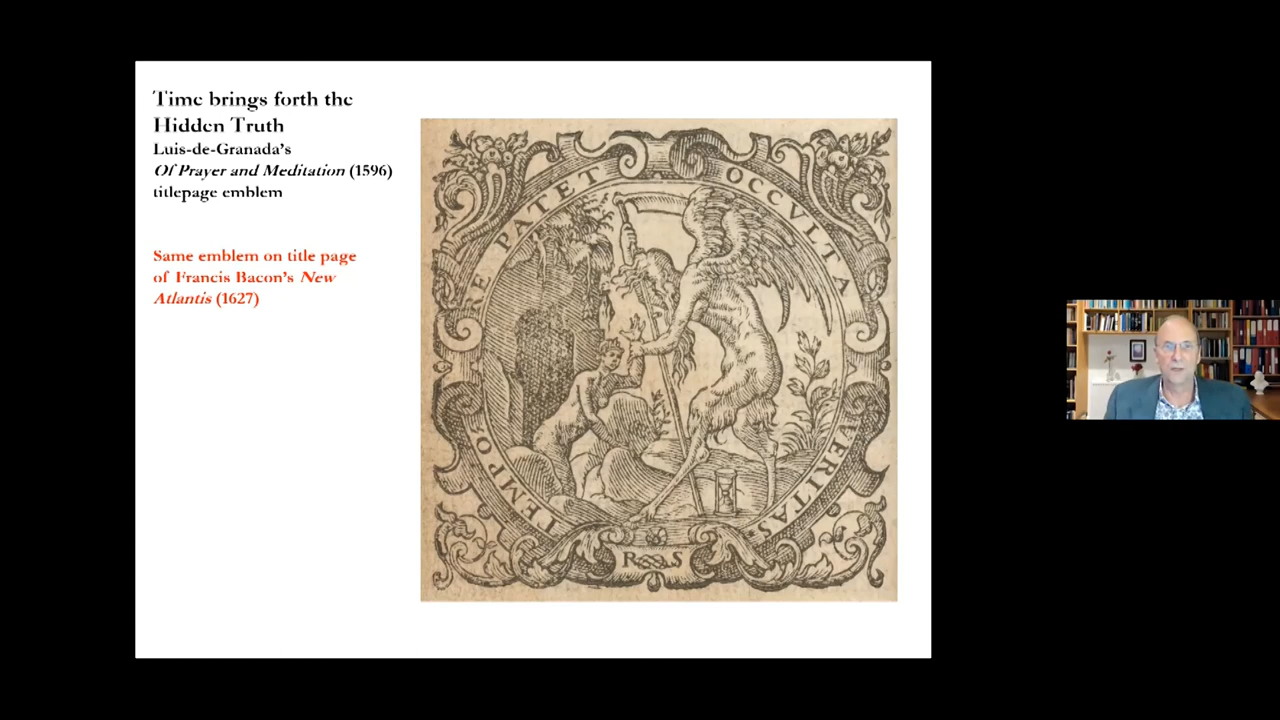 Time brings forth the
Hidden Truth
Luis-de-Granada's
Of Prayer and Meditation (1596)
titlepage emblem
Same emblem on title page
of Francis Bacon's New
Atlantis (1627)
TEMPORE PATET OCCVLTA VERITAS
R S